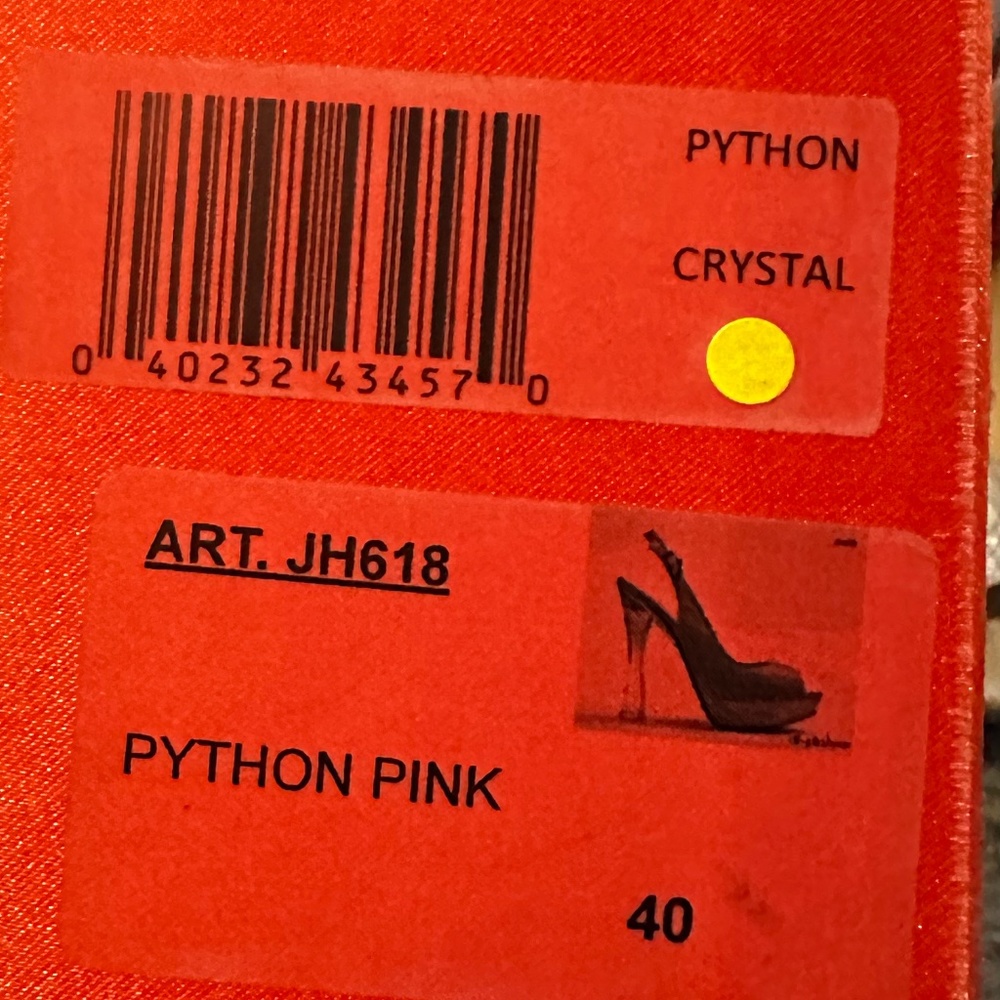 PYTHON
CRYSTAL
0 40232 43457 0
ART. JH618
PYTHON PINK
40